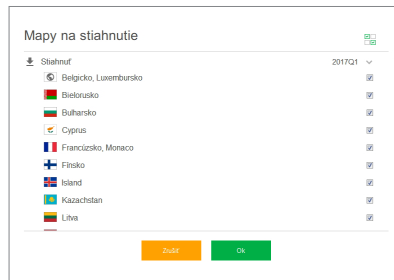 Mapy na stiahnutie
Stiahnuť 2017Q1
Belgicko, Luxembursko
Bielorusko
Bulharsko
Cyprus
Francúzsko, Monaco
Fínsko
Island
Kazachstan
Litva
Zrušiť Ok